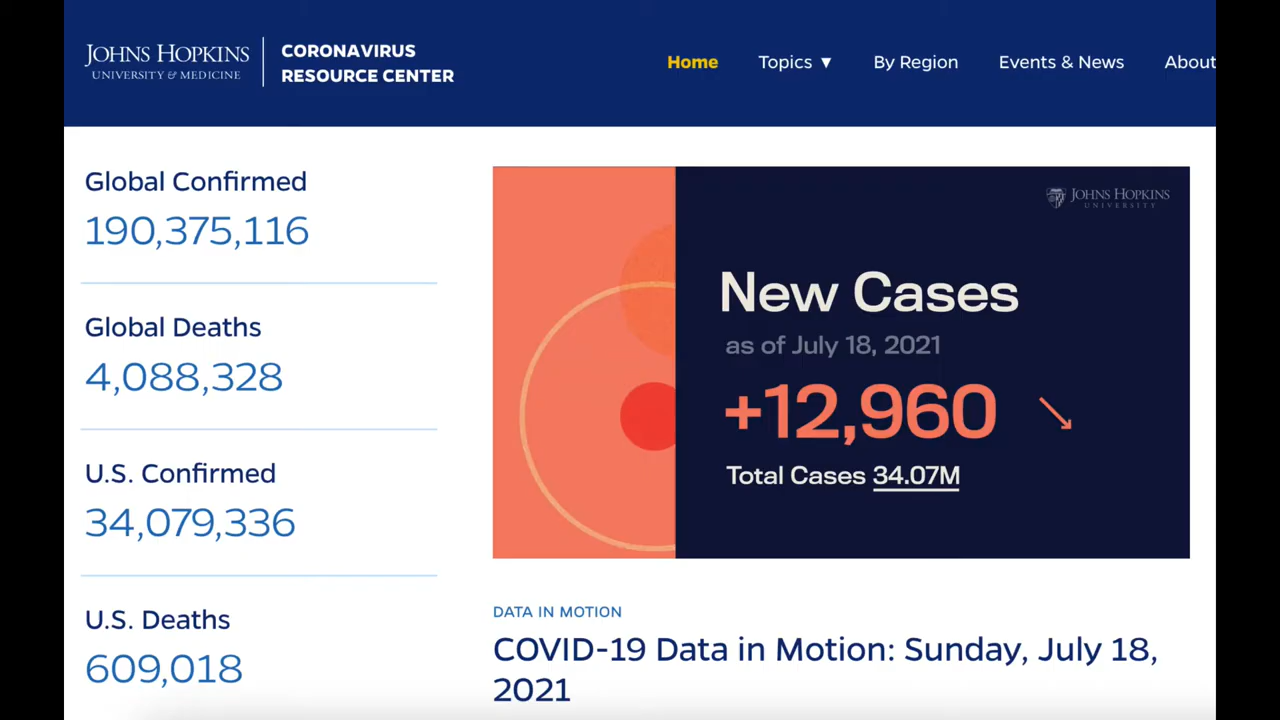 JOHNS HOPKINS
UNIVERSITY & MEDICINE
CORONAVIRUS
RESOURCE CENTER
Home
Topics ▼
By Region
Events & News
About
Global Confirmed
190,375,116
Global Deaths
4,088,328
U.S. Confirmed
34,079,336
U.S. Deaths
609,018
JOHNS HOPKINS
UNIVERSITY
New Cases
as of July 18, 2021
+12,960
Total Cases 34.07M
DATA IN MOTION
COVID-19 Data in Motion: Sunday, July 18,
2021